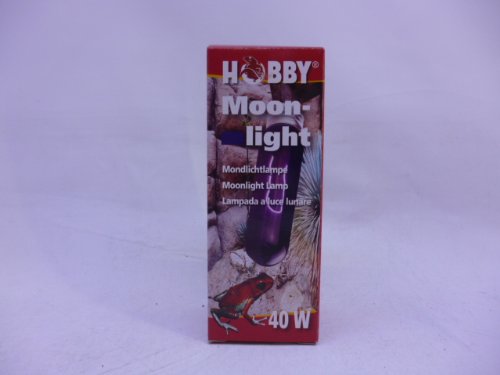 HOBBY®
Moon-
light
Mondlichtlampe
Moonlight Lamp
Lampada a luce lunare
40 W